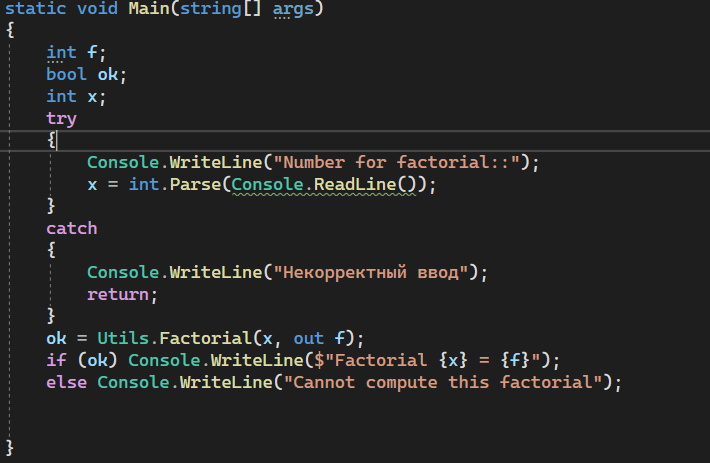 static void Main(string[] args)
{
int f;
bool ok;
int x;
try
{
Console.WriteLine("Number for factorial::");
x = int.Parse(Console.ReadLine());
}
catch
{
Console.WriteLine("Некорректный ввод");
return;
}
ok = Utils.Factorial(x, out f);
if (ok) Console.WriteLine($"Factorial {x} = {f}");
else Console.WriteLine("Cannot compute this factorial");
}